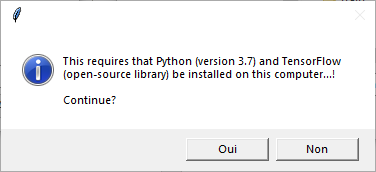 This requires that Python (version 3.7) and TensorFlow
(open-source library) be installed on this computer...!
Continue?
Oui
Non